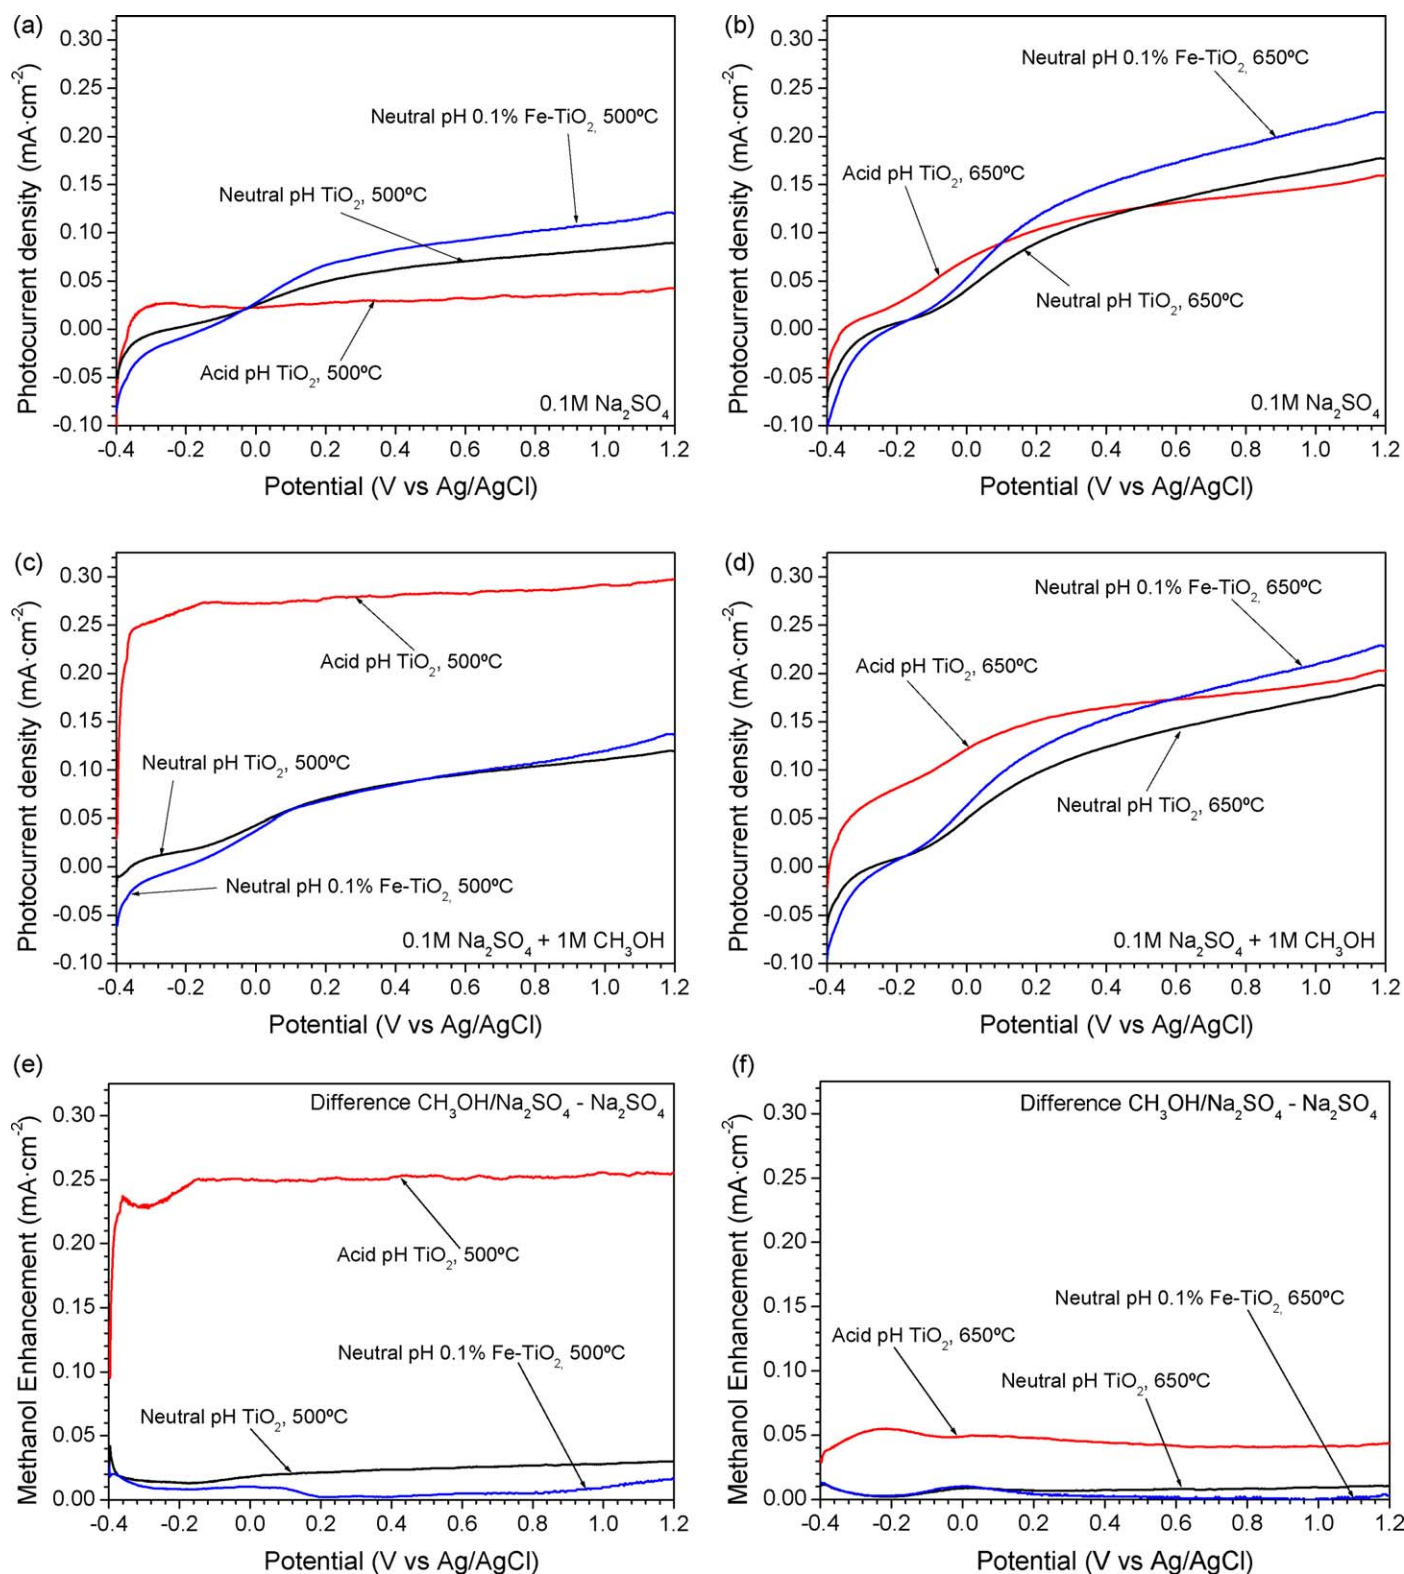 (a)
0.30
0.25
0.20
0.15
0.10
0.05
0.00
-0.05
-0.10
Photocurrent density (mA·cm⁻²)
Neutral pH 0.1% Fe-TiO₂, 500ºC
Neutral pH TiO₂, 500ºC
Acid pH TiO₂, 500ºC
0.1M Na₂SO₄
-0.4 -0.2 0.0 0.2 0.4 0.6 0.8 1.0 1.2
Potential (V vs Ag/AgCl)
(b)
0.30
0.25
0.20
0.15
0.10
0.05
0.00
-0.05
-0.10
Photocurrent density (mA·cm⁻²)
Neutral pH 0.1% Fe-TiO₂, 650ºC
Acid pH TiO₂, 650ºC
Neutral pH TiO₂, 650ºC
0.1M Na₂SO₄
-0.4 -0.2 0.0 0.2 0.4 0.6 0.8 1.0 1.2
Potential (V vs Ag/AgCl)
(c)
0.30
0.25
0.20
0.15
0.10
0.05
0.00
-0.05
-0.10
Photocurrent density (mA·cm⁻²)
Acid pH TiO₂, 500ºC
Neutral pH TiO₂, 500ºC
Neutral pH 0.1% Fe-TiO₂, 500ºC
0.1M Na₂SO₄ + 1M CH₃OH
-0.4 -0.2 0.0 0.2 0.4 0.6 0.8 1.0 1.2
Potential (V vs Ag/AgCl)
(d)
0.30
0.25
0.20
0.15
0.10
0.05
0.00
-0.05
-0.10
Photocurrent density (mA·cm⁻²)
Neutral pH 0.1% Fe-TiO₂, 650ºC
Acid pH TiO₂, 650ºC
Neutral pH TiO₂, 650ºC
0.1M Na₂SO₄ + 1M CH₃OH
-0.4 -0.2 0.0 0.2 0.4 0.6 0.8 1.0 1.2
Potential (V vs Ag/AgCl)
(e)
0.30
0.25
0.20
0.15
0.10
0.05
0.00
Methanol Enhancement (mA·cm⁻²)
Difference CH₃OH/Na₂SO₄ - Na₂SO₄
Acid pH TiO₂, 500ºC
Neutral pH 0.1% Fe-TiO₂, 500ºC
Neutral pH TiO₂, 500ºC
-0.4 -0.2 0.0 0.2 0.4 0.6 0.8 1.0 1.2
Potential (V vs Ag/AgCl)
(f)
0.30
0.25
0.20
0.15
0.10
0.05
0.00
Methanol Enhancement (mA·cm⁻²)
Difference CH₃OH/Na₂SO₄ - Na₂SO₄
Neutral pH 0.1% Fe-TiO₂, 650ºC
Acid pH TiO₂, 650ºC
Neutral pH TiO₂, 650ºC
-0.4 -0.2 0.0 0.2 0.4 0.6 0.8 1.0 1.2
Potential (V vs Ag/AgCl)